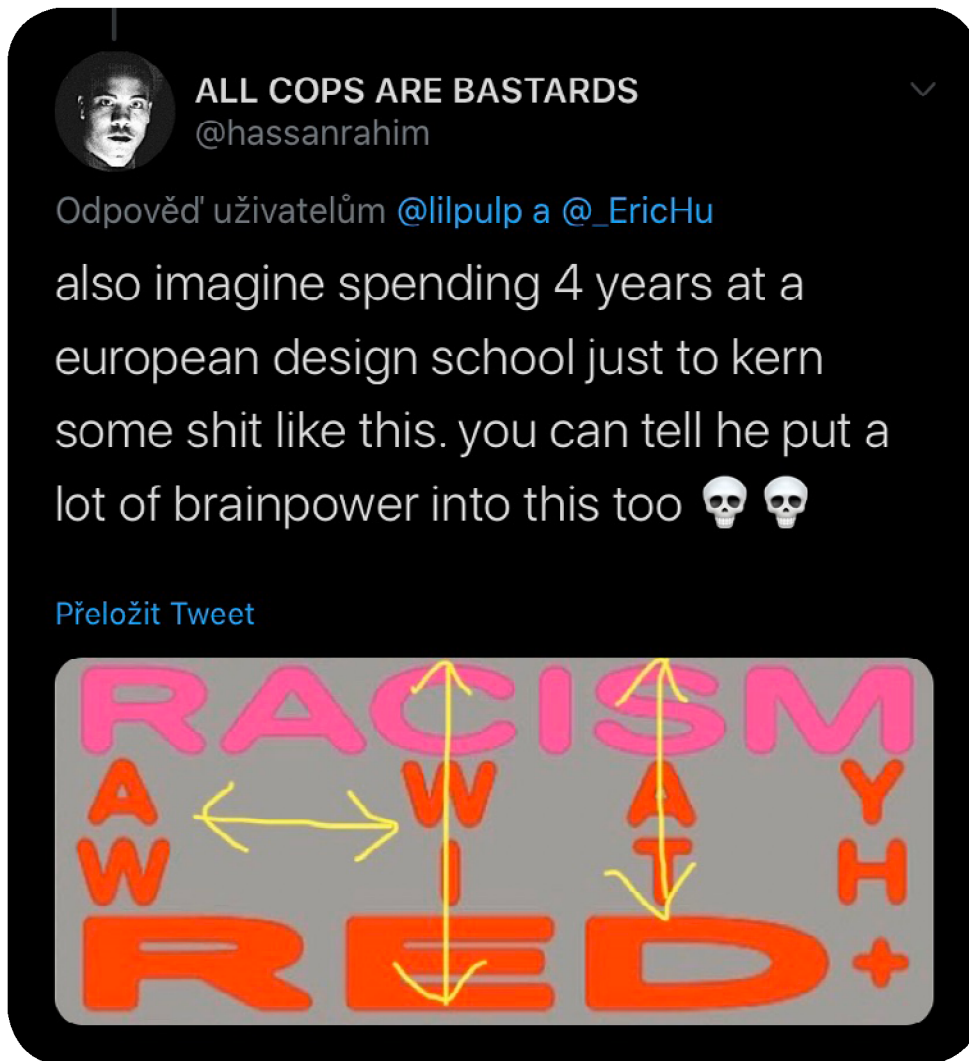 ALL COPS ARE BASTARDS
@hassanrahim
Odpověď uživatelům @lilpulp a @_EricHu
also imagine spending 4 years at a
european design school just to kern
some shit like this. you can tell he put a
lot of brainpower into this too 💀💀
Přeložit Tweet
RACISM
A W A Y
W I T H
RED+